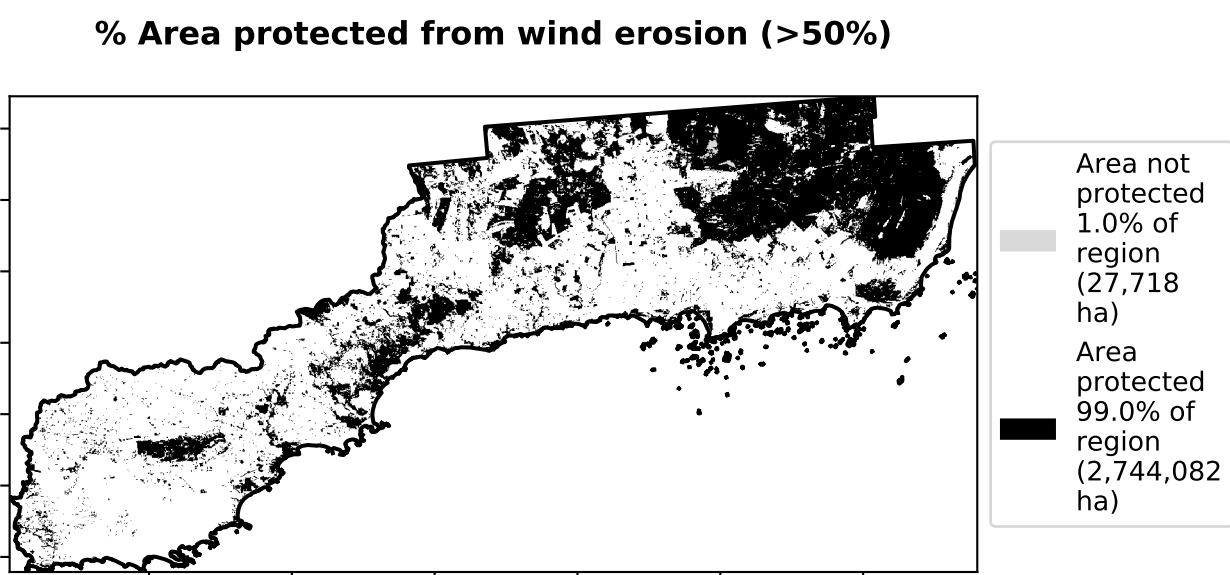 % Area protected from wind erosion (>50%)
Area not
protected
1.0% of
region
(27,718
ha)
Area
protected
99.0% of
region
(2,744,082
ha)